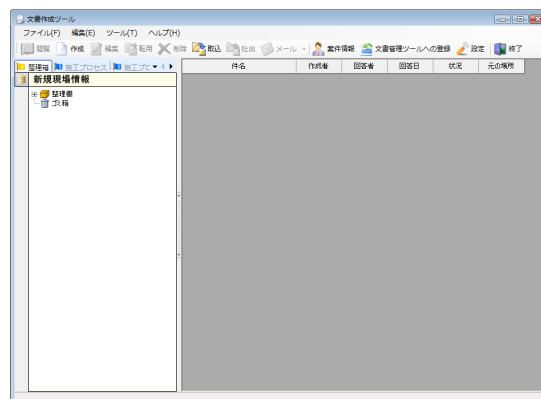 文書作成ツール
ファイル(F) 編集(E) ツール(T) ヘルプ(H)
閲覧 作成 編集 転用 削除 取込 吐出 メール 案件情報 文書管理ツールへの登録 設定 終了
整理箱 施工プロセス 施工プロ
件名 作成者 回答者 回答日 状況 元の場所
新規現場情報
整理棚
ゴミ箱